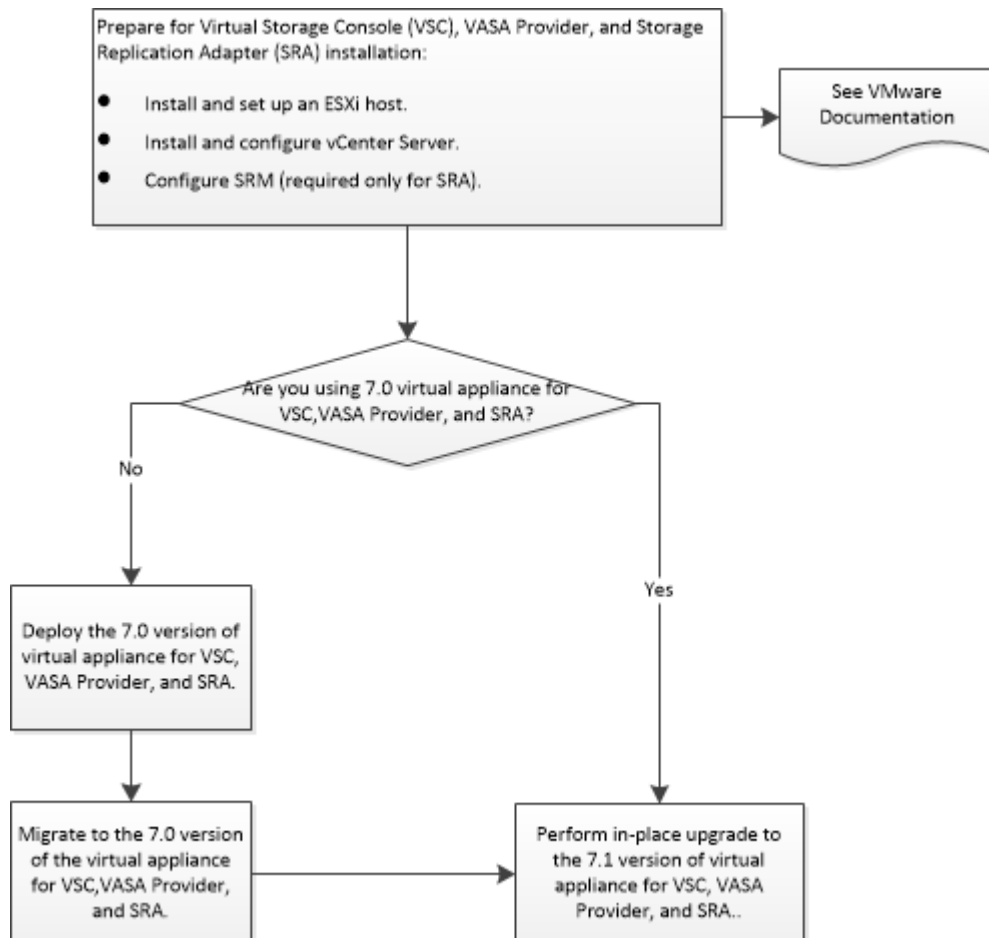 Prepare for Virtual Storage Console (VSC), VASA Provider, and Storage
Replication Adapter (SRA) installation:
● Install and set up an ESXi host.
● Install and configure vCenter Server.
● Configure SRM (required only for SRA).
See VMware
Documentation
Are you using 7.0 virtual appliance for
VSC,VASA Provider, and SRA?
No
Yes
Deploy the 7.0 version of
virtual appliance for VSC,
VASA Provider, and SRA.
Migrate to the 7.0 version
of the virtual appliance
for VSC,VASA Provider,
and SRA.
Perform in-place upgrade to
the 7.1 version of virtual
appliance for VSC, VASA
Provider, and SRA..